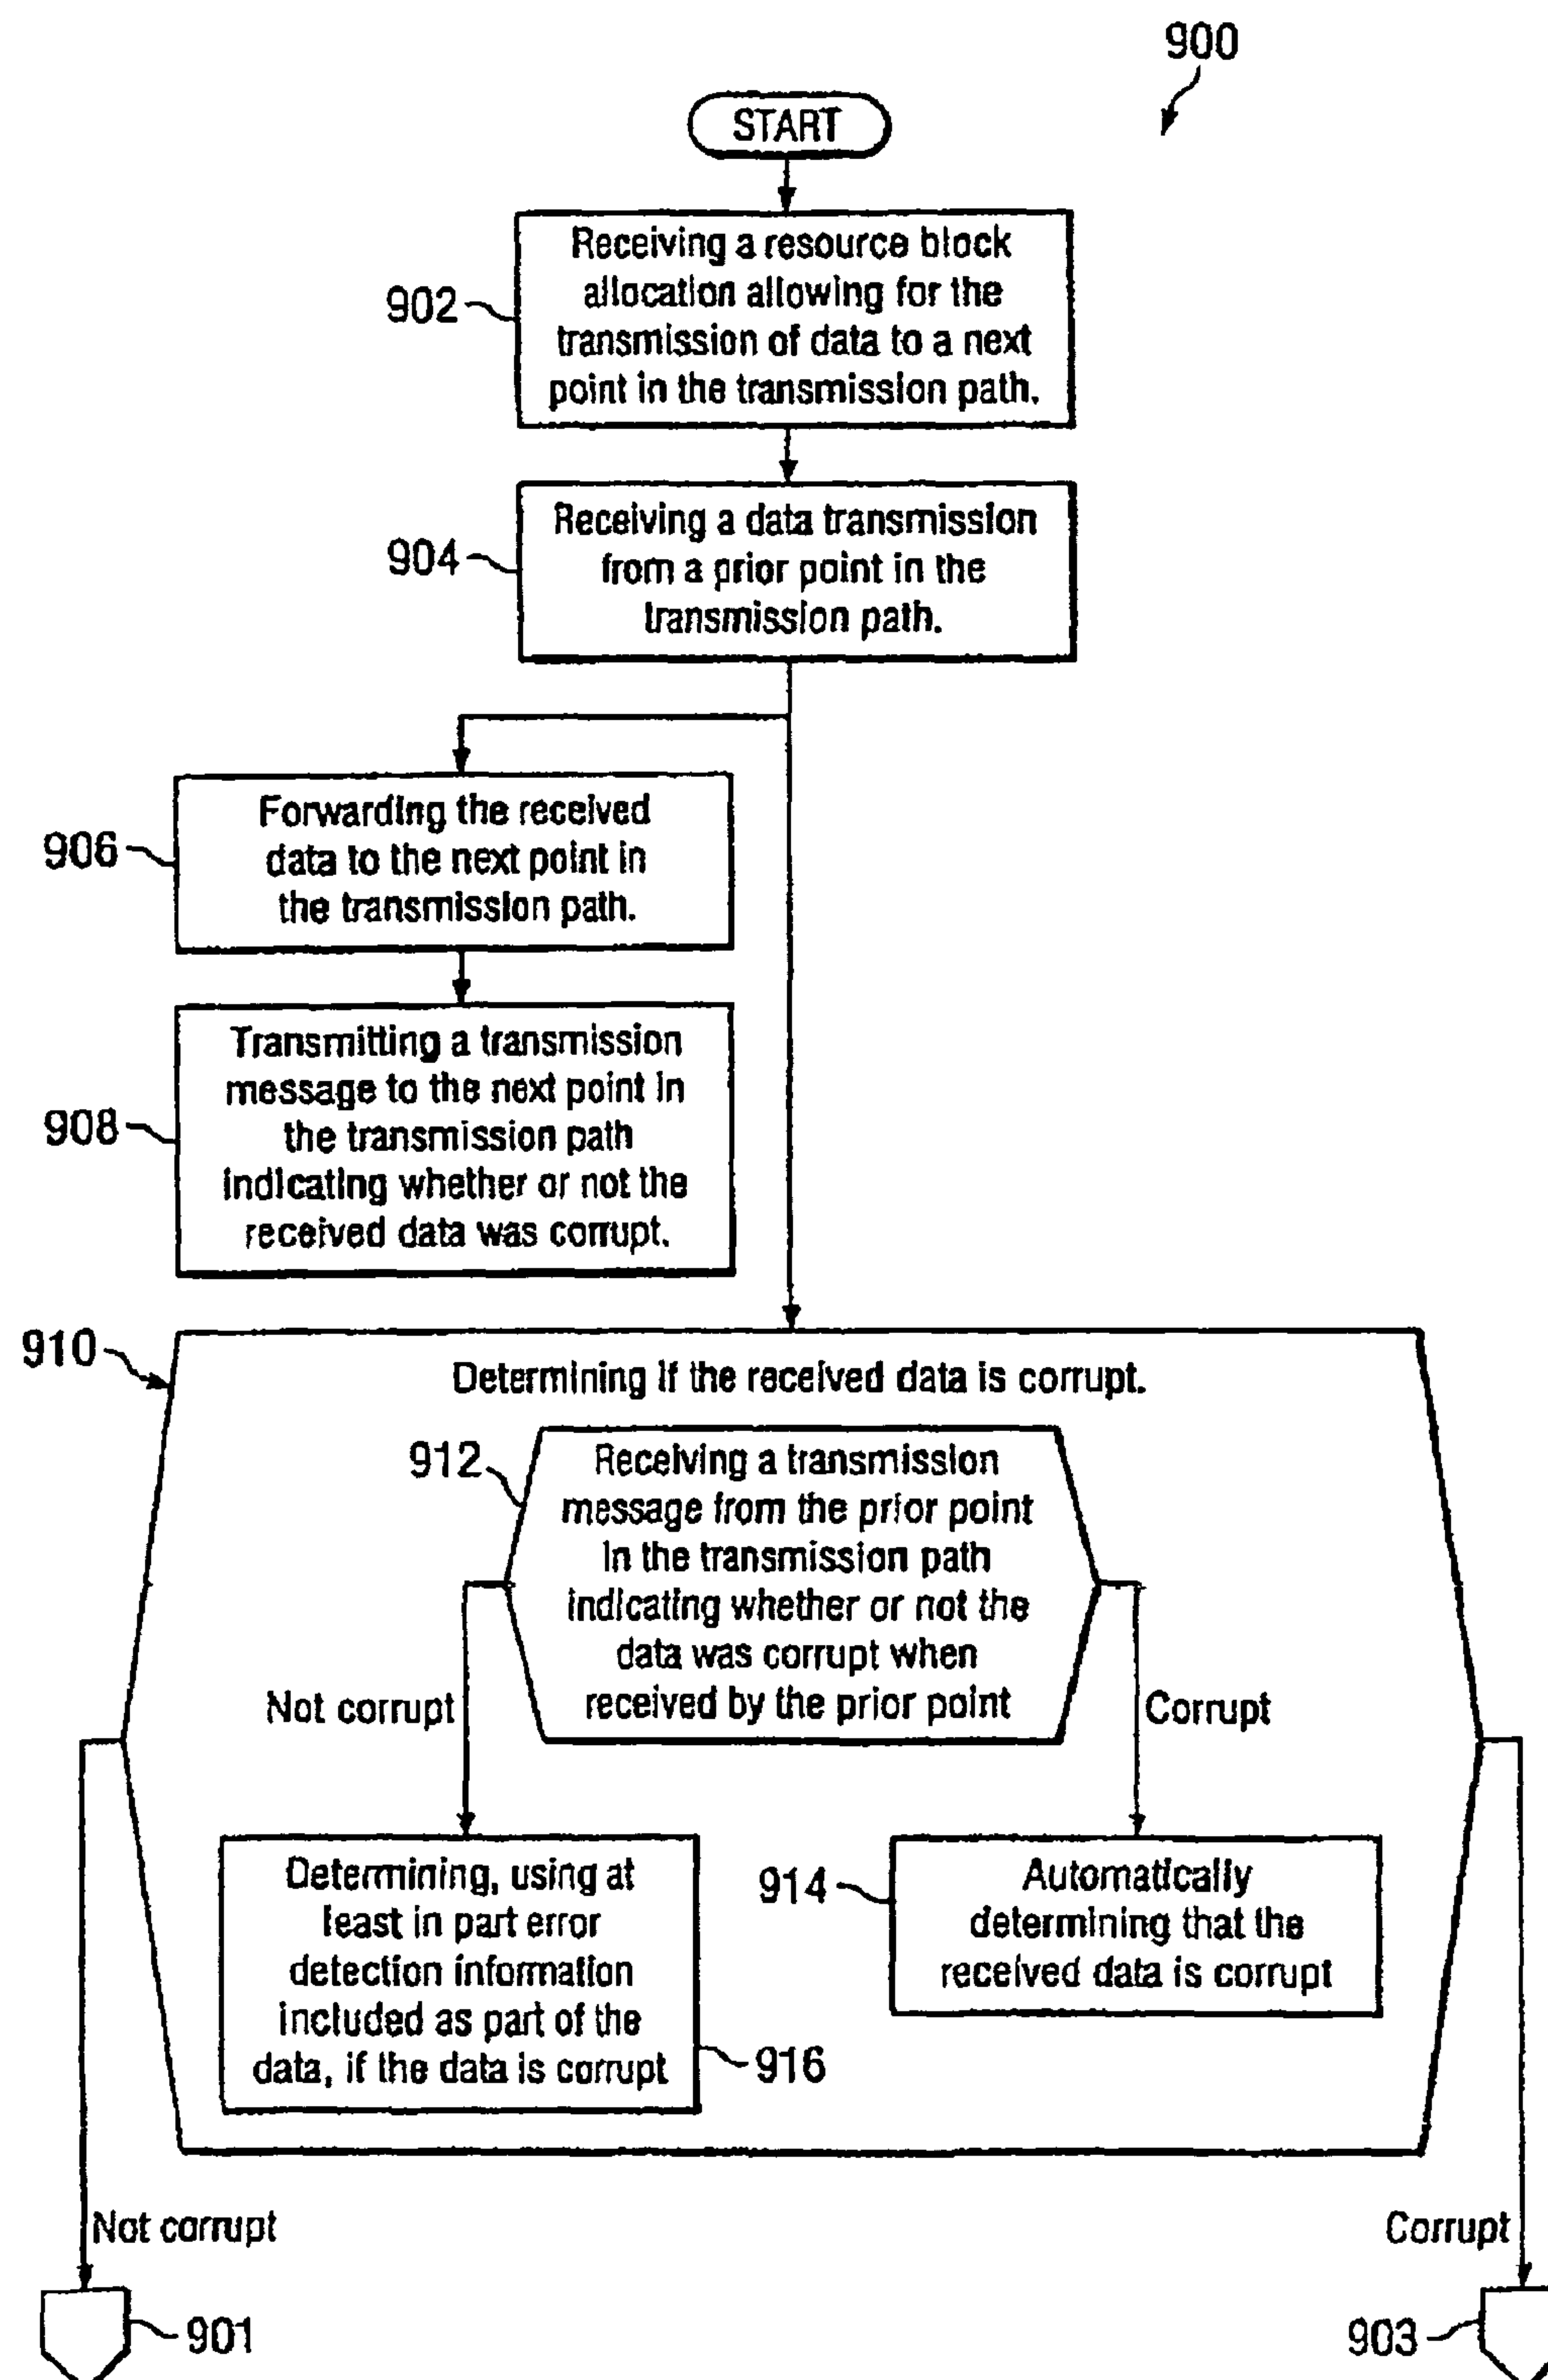 900
START
902
Receiving a resource block
allocation allowing for the
transmission of data to a next
point in the transmission path.
904
Receiving a data transmission
from a prior point in the
transmission path.
906
Forwarding the received
data to the next point in
the transmission path.
908
Transmitting a transmission
message to the next point in
the transmission path
indicating whether or not the
received data was corrupt.
910
Determining if the received data is corrupt.
912
Receiving a transmission
message from the prior point
in the transmission path
indicating whether or not the
data was corrupt when
received by the prior point
Not corrupt
Corrupt
Determining, using at
least in part error
detection information
included as part of the
data, if the data is corrupt
916
914
Automatically
determining that the
received data is corrupt
Not corrupt
Corrupt
901
903